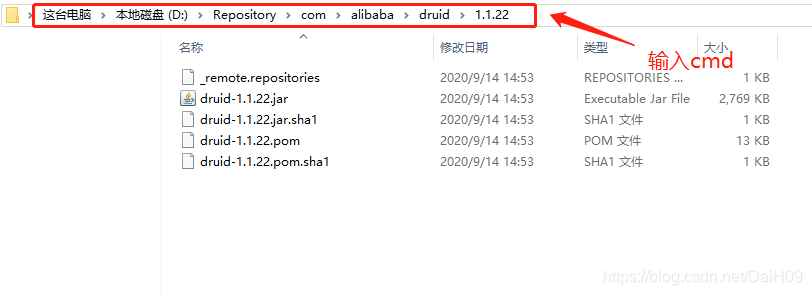 这台电脑 > 本地磁盘 (D:) > Repository > com > alibaba > druid > 1.1.22
名称 修改日期 类型 大小
输入cmd
_remote.repositories 2020/9/14 14:53 REPOSITORIES ... 1 KB
druid-1.1.22.jar 2020/9/14 14:53 Executable Jar File 2,769 KB
druid-1.1.22.jar.sha1 2020/9/14 14:53 SHA1 文件 1 KB
druid-1.1.22.pom 2020/9/14 14:53 POM 文件 13 KB
druid-1.1.22.pom.sha1 2020/9/14 14:53 SHA1 文件 1 KB
https://blog.csdn.net/DaiH09